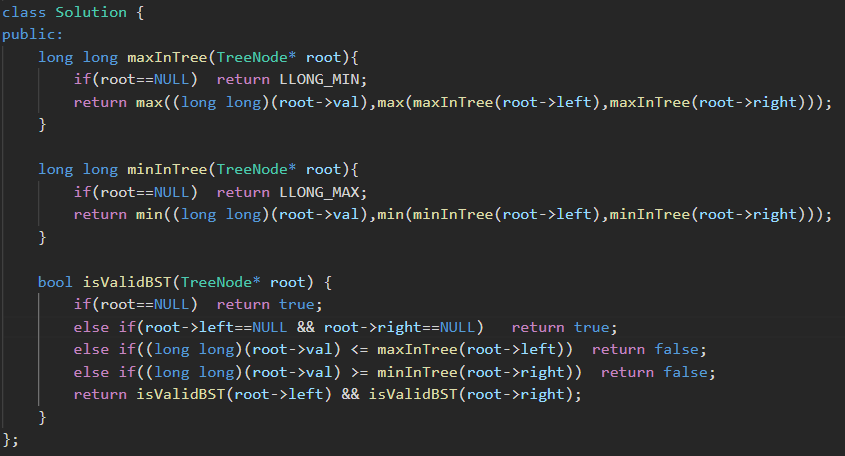 class Solution {
public:
    long long maxInTree(TreeNode* root){
        if(root==NULL)  return LLONG_MIN;
        return max((long long)(root->val),max(maxInTree(root->left),maxInTree(root->right)));
    }

    long long minInTree(TreeNode* root){
        if(root==NULL)  return LLONG_MAX;
        return min((long long)(root->val),min(minInTree(root->left),minInTree(root->right)));
    }

    bool isValidBST(TreeNode* root) {
        if(root==NULL)  return true;
        else if(root->left==NULL && root->right==NULL)   return true;
        else if((long long)(root->val) <= maxInTree(root->left))  return false;
        else if((long long)(root->val) >= minInTree(root->right))  return false;
        return isValidBST(root->left) && isValidBST(root->right);
    }
};